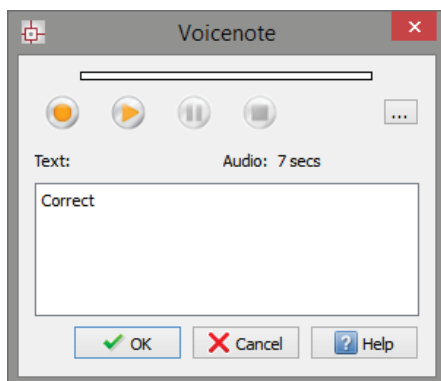 Voicenote
...
Text: Audio: 7 secs
Correct
OK Cancel ? Help